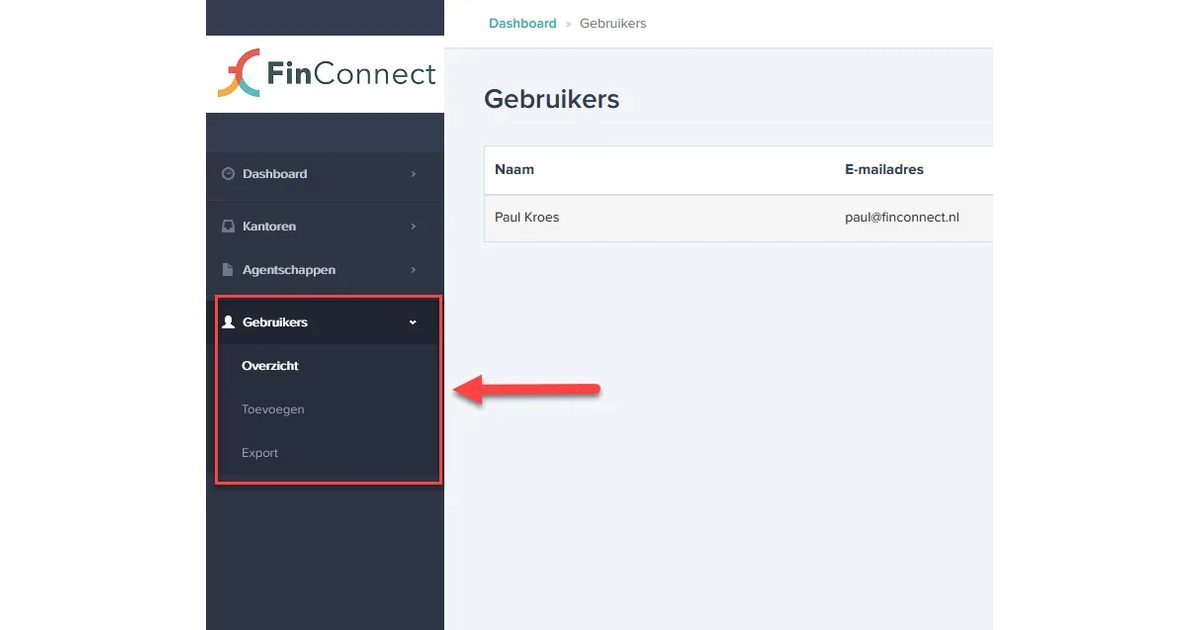 Dashboard » Gebruikers
FinConnect
Gebruikers
Naam E-mailadres
Paul Kroes paul@finconnect.nl
Dashboard
Kantoren
Agentschappen
Gebruikers
Overzicht
Toevoegen
Export